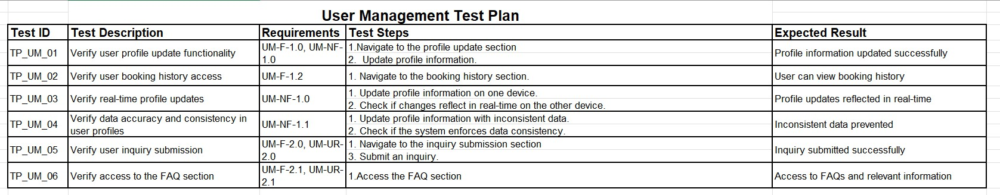 User Management Test Plan
Test ID Test Description Requirements Test Steps Expected Result
TP_UM_01 Verify user profile update functionality UM-F-1.0, UM-NF-1.0 1.Navigate to the profile update section
2. Update profile information. Profile information updated successfully
TP_UM_02 Verify user booking history access UM-F-1.2 1. Navigate to the booking history section. User can view booking history
TP_UM_03 Verify real-time profile updates UM-NF-1.0 1. Update profile information on one device.
2. Check if changes reflect in real-time on the other device. Profile updates reflected in real-time
TP_UM_04 Verify data accuracy and consistency in user profiles UM-NF-1.1 1. Update profile information with inconsistent data.
2. Check if the system enforces data consistency. Inconsistent data prevented
TP_UM_05 Verify user inquiry submission UM-F-2.0, UM-UR-2.0 1. Navigate to the inquiry submission section
3. Submit an inquiry. Inquiry submitted successfully
TP_UM_06 Verify access to the FAQ section UM-F-2.1, UM-UR-2.1 1.Access the FAQ section Access to FAQs and relevant information